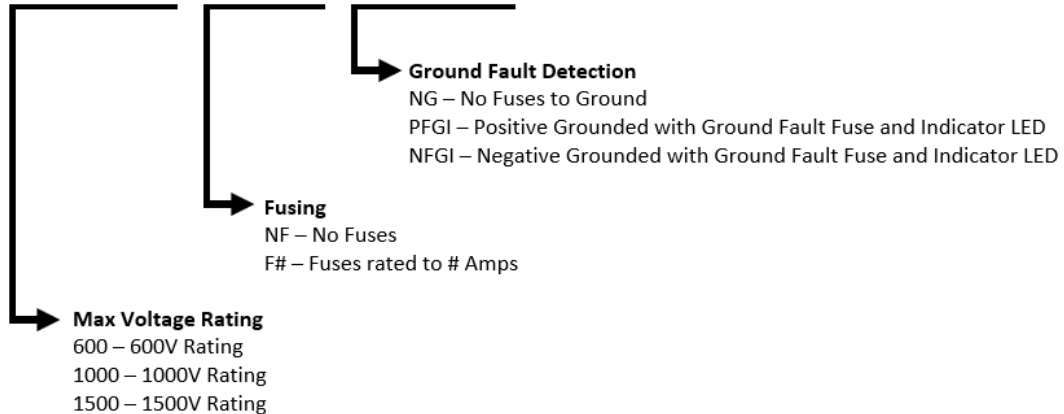 Ground Fault Detection
NG – No Fuses to Ground
PFGI – Positive Grounded with Ground Fault Fuse and Indicator LED
NFGI – Negative Grounded with Ground Fault Fuse and Indicator LED
Fusing
NF – No Fuses
F# – Fuses rated to # Amps
Max Voltage Rating
600 – 600V Rating
1000 – 1000V Rating
1500 – 1500V Rating